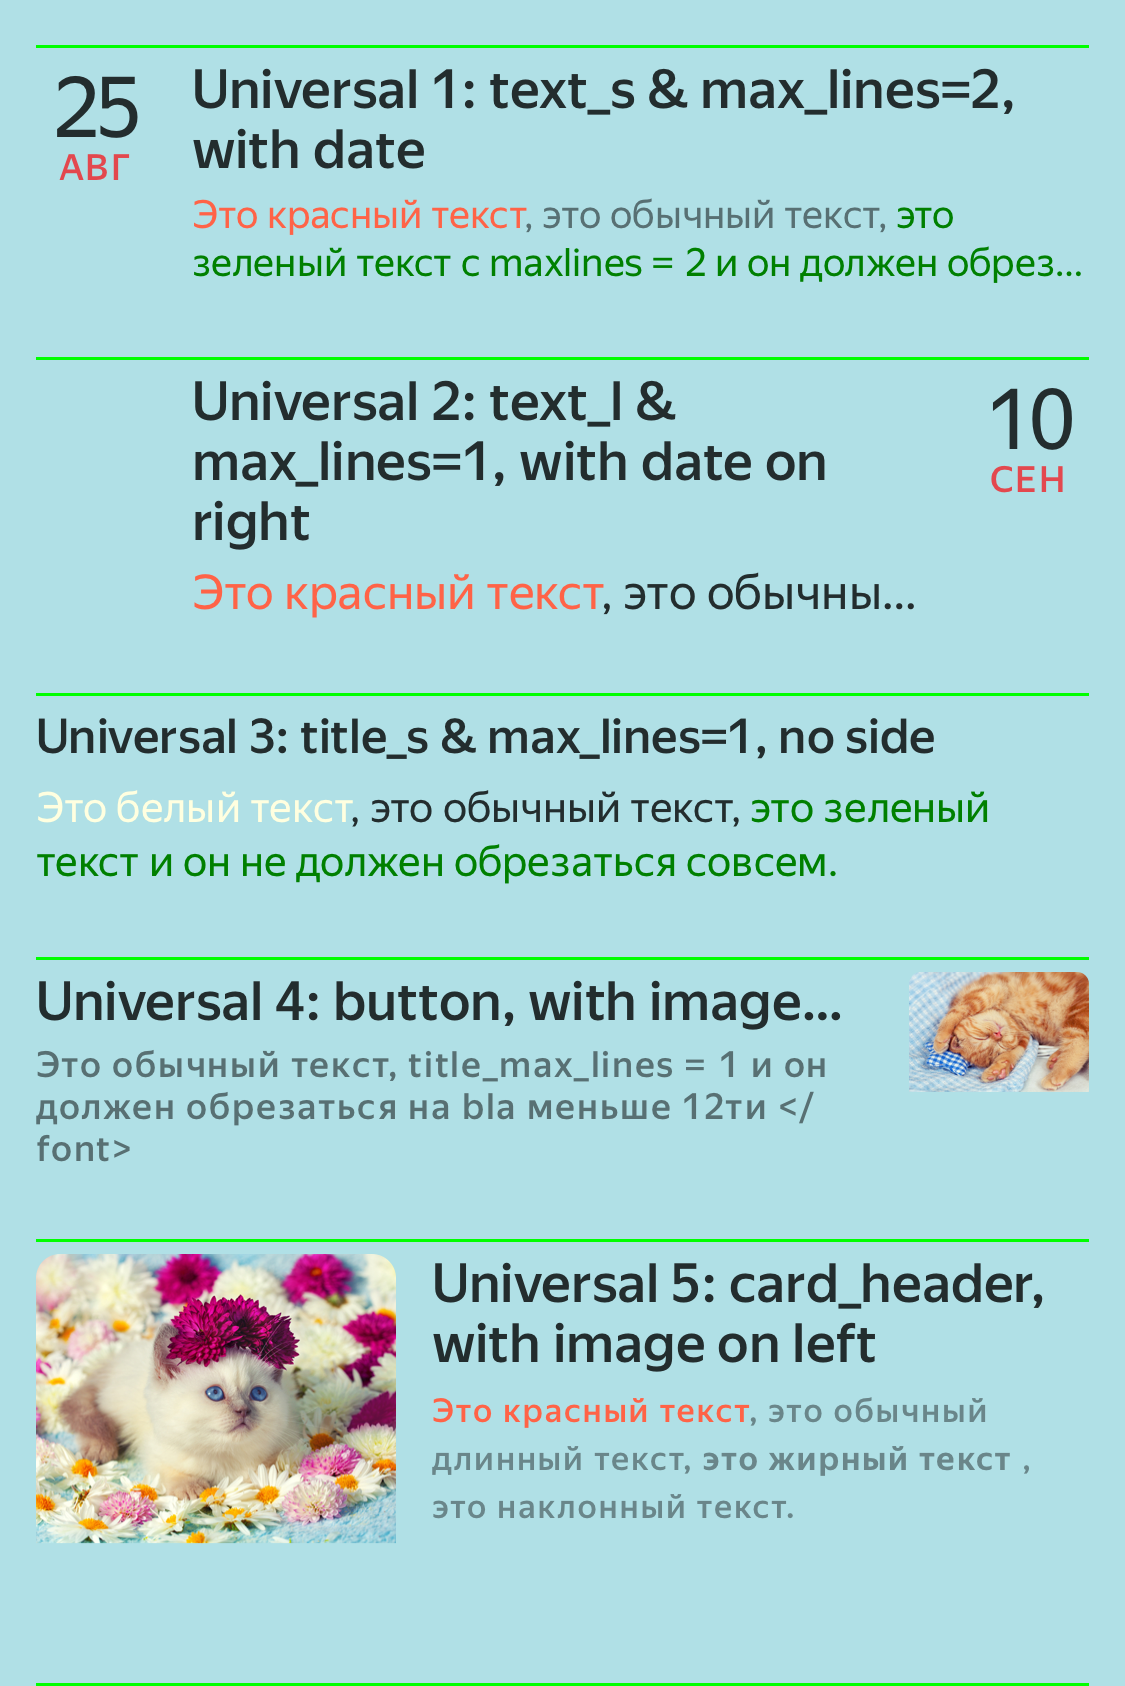 25
АВГ
Universal 1: text_s & max_lines=2,
with date
Это красный текст, это обычный текст, это
зеленый текст с maxlines = 2 и он должен обрез...
Universal 2: text_l &
max_lines=1, with date on
right
Это красный текст, это обычны...
10
СЕН
Universal 3: title_s & max_lines=1, no side
Это белый текст, это обычный текст, это зеленый
текст и он не должен обрезаться совсем.
Universal 4: button, with image...
Это обычный текст, title_max_lines = 1 и он
должен обрезаться на bla меньше 12ти </
font>
Universal 5: card_header,
with image on left
Это красный текст, это обычный
длинный текст, это жирный текст ,
это наклонный текст.